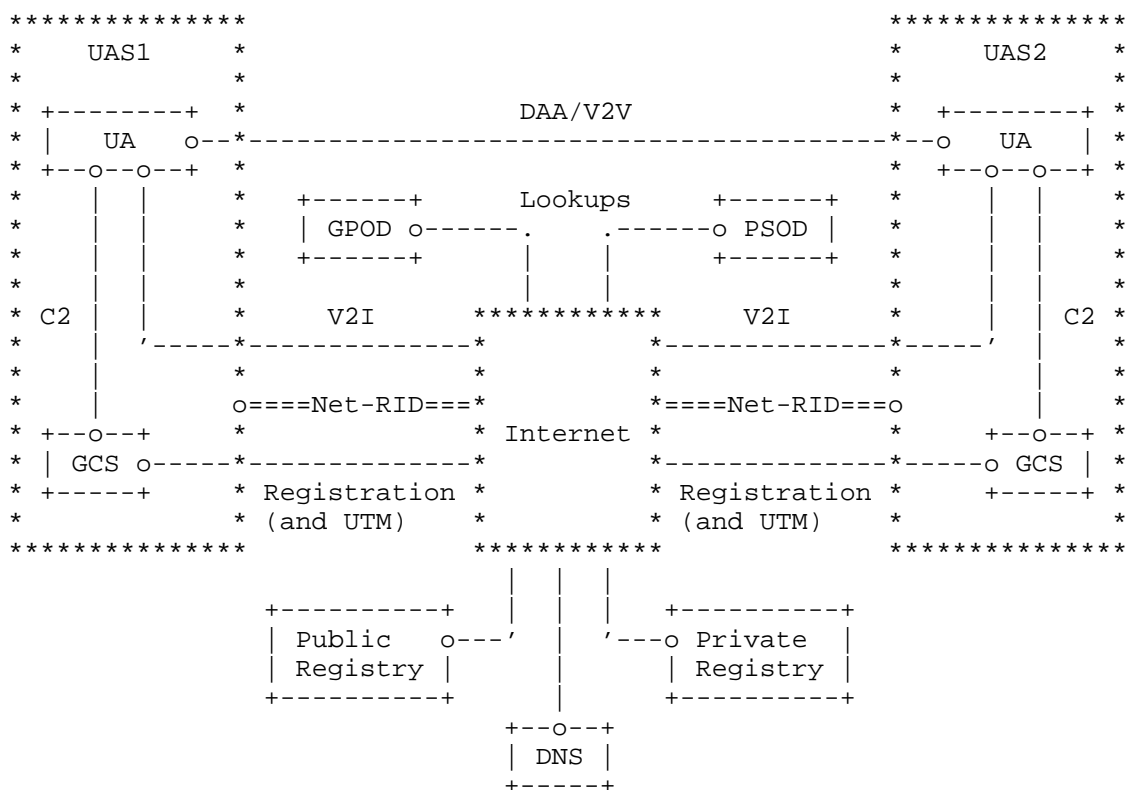 UAS1 UAS2
DAA/V2V
UA UA
Lookups
GPOD PSOD
C2 V2I V2I C2
Net-RID Net-RID
Internet
GCS GCS
Registration Registration
(and UTM) (and UTM)
Public Private
Registry Registry
DNS